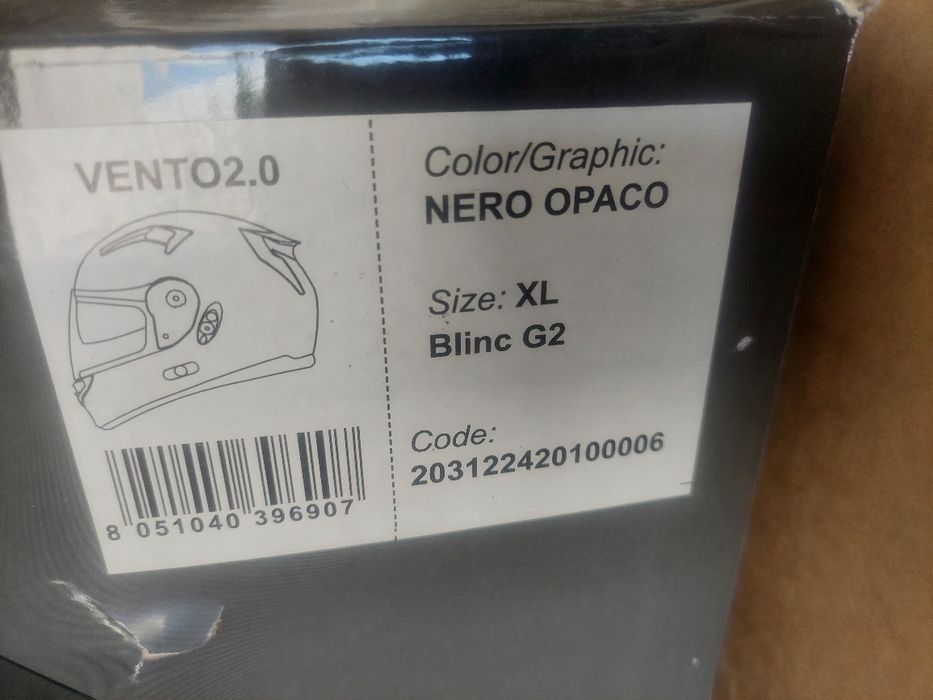 VENTO2.0
8 051040 396907
Color/Graphic:
NERO OPACO
Size: XL
Blinc G2
Code:
203122420100006